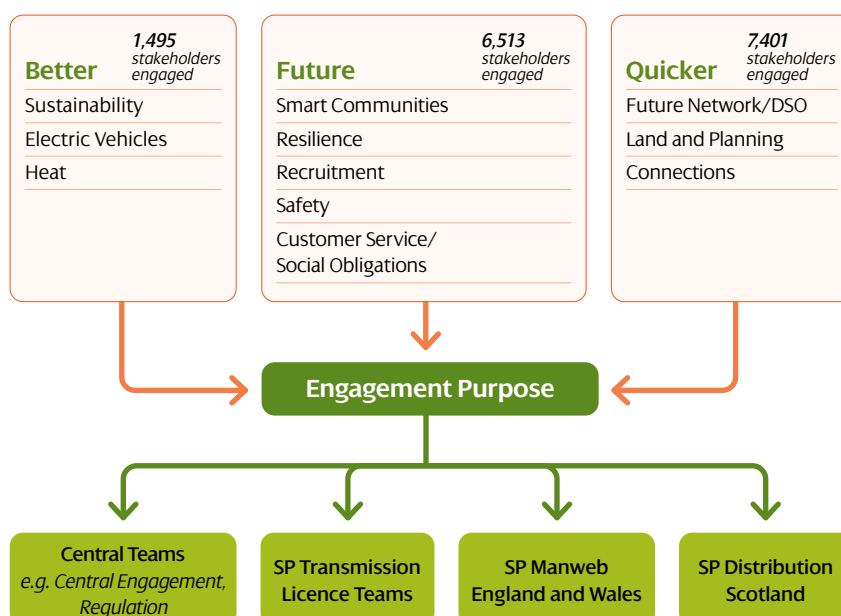 Better
1,495
stakeholders
engaged
Sustainability
Electric Vehicles
Heat
Future
6,513
stakeholders
engaged
Smart Communities
Resilience
Recruitment
Safety
Customer Service/
Social Obligations
Quicker
7,401
stakeholders
engaged
Future Network/DSO
Land and Planning
Connections
Engagement Purpose
Central Teams
e.g. Central Engagement,
Regulation
SP Transmission
Licence Teams
SP Manweb
England and Wales
SP Distribution
Scotland